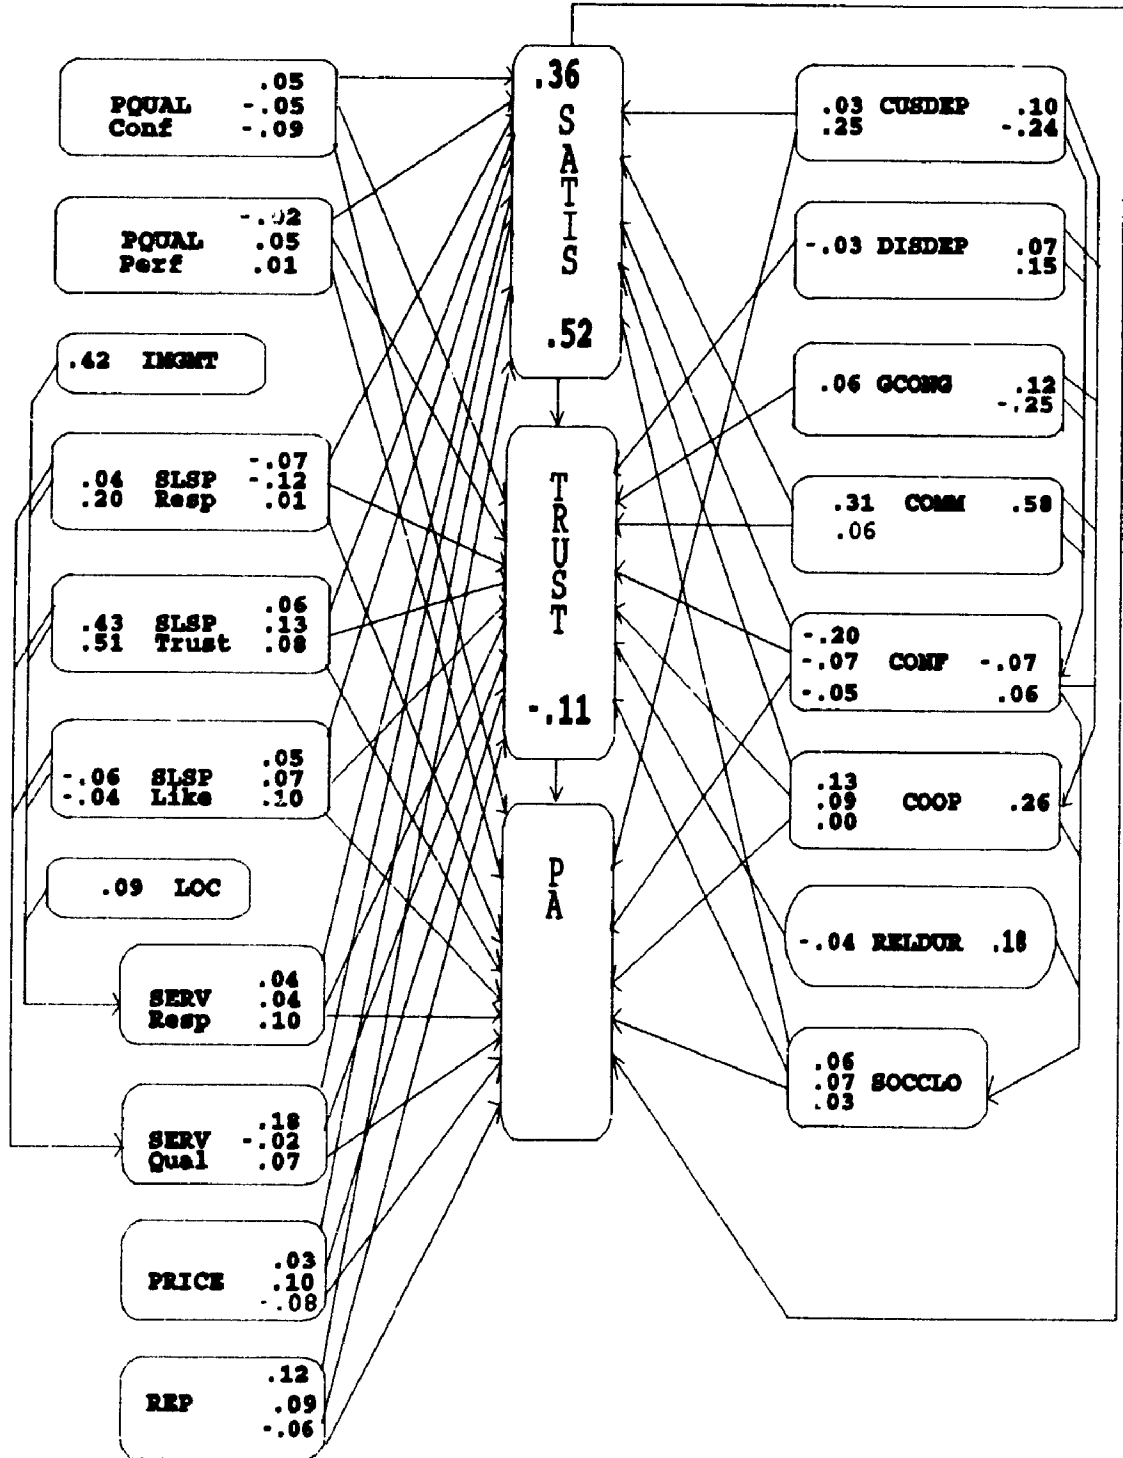 .05
PQUAL -.05
Conf -.09
-.02
PQUAL .05
Perf .01
.42 IMGMT
-.07
.04 SLSP -.12
.20 Resp .01
.06
.43 SLSP .13
.51 Trust .08
.05
-.06 SLSP .07
-.04 Like .10
.09 LOC
.04
SERV .04
Resp .10
.18
SERV -.02
Qual .07
.03
PRICE .10
-.08
.12
REP .09
-.06
.36
SATIS
.52
TRUST
-.11
PA
.03 CUSDEP .10
.25 -.24
-.03 DISDEP .07
.15
.06 GCONG .12
-.25
.31 COMM .58
.06
-.20
-.07 CONF -.07
-.05 .06
.13
.09 COOP .26
.00
-.04 RELDUR .18
.06
.07 SOCCLO
.03